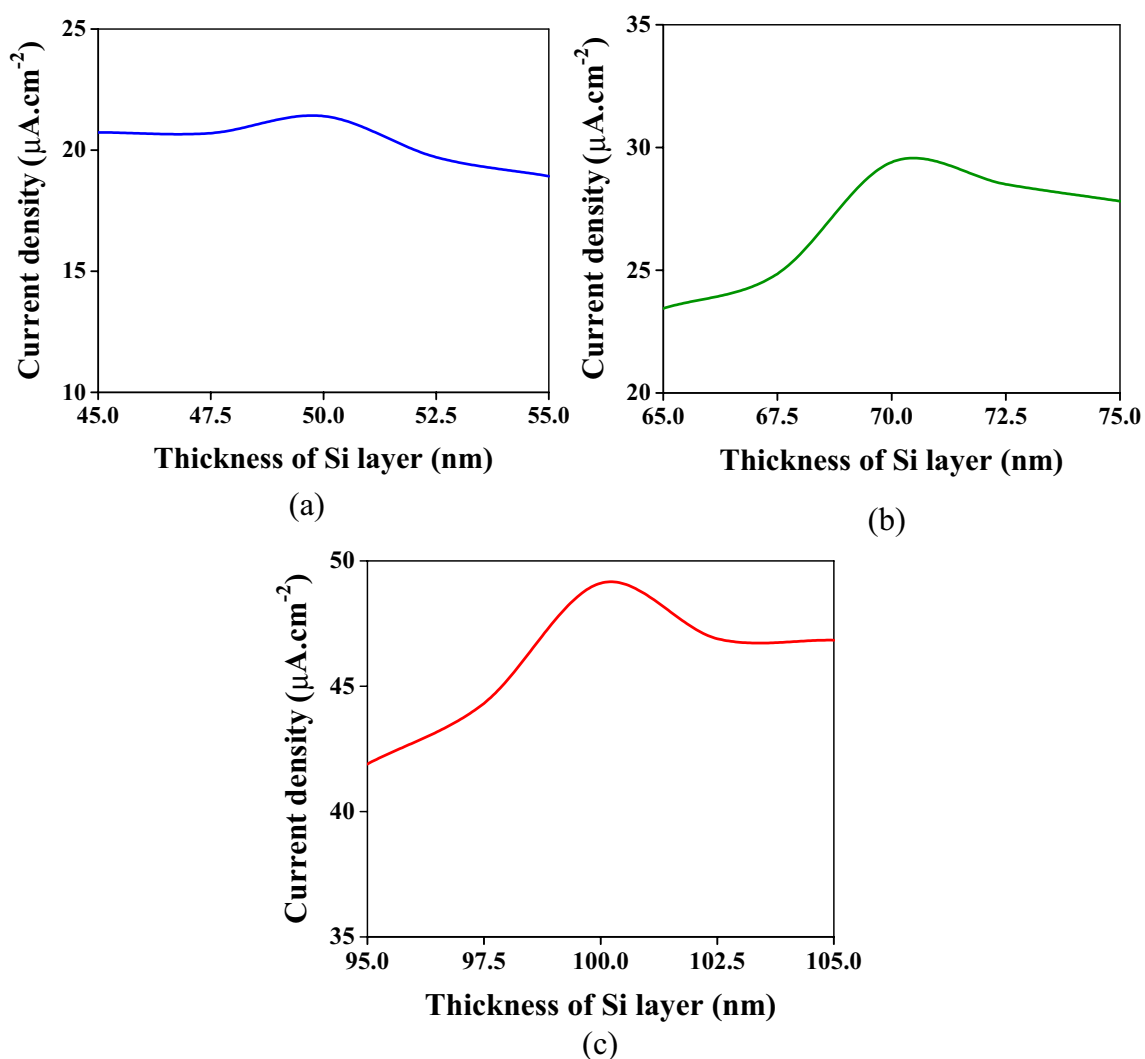 Current density (μA.cm⁻²)
25
20
15
10
45.0 47.5 50.0 52.5 55.0
Thickness of Si layer (nm)
(a)
Current density (μA.cm⁻²)
35
30
25
20
65.0 67.5 70.0 72.5 75.0
Thickness of Si layer (nm)
(b)
Current density (μA.cm⁻²)
50
45
40
35
95.0 97.5 100.0 102.5 105.0
Thickness of Si layer (nm)
(c)